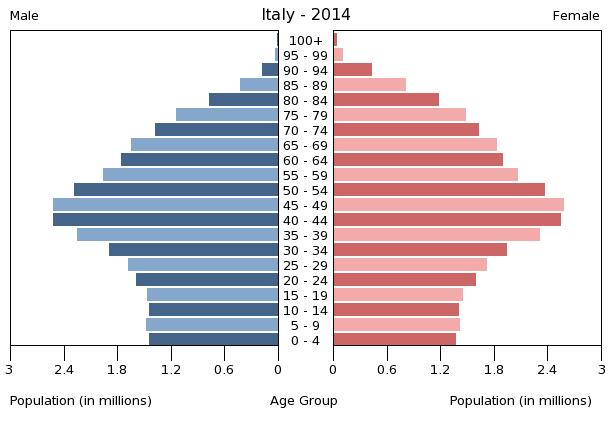 Male Italy - 2014 Female
100+
95 - 99
90 - 94
85 - 89
80 - 84
75 - 79
70 - 74
65 - 69
60 - 64
55 - 59
50 - 54
45 - 49
40 - 44
35 - 39
30 - 34
25 - 29
20 - 24
15 - 19
10 - 14
5 - 9
0 - 4
3 2.4 1.8 1.2 0.6 0 0 0.6 1.2 1.8 2.4 3
Population (in millions) Age Group Population (in millions)